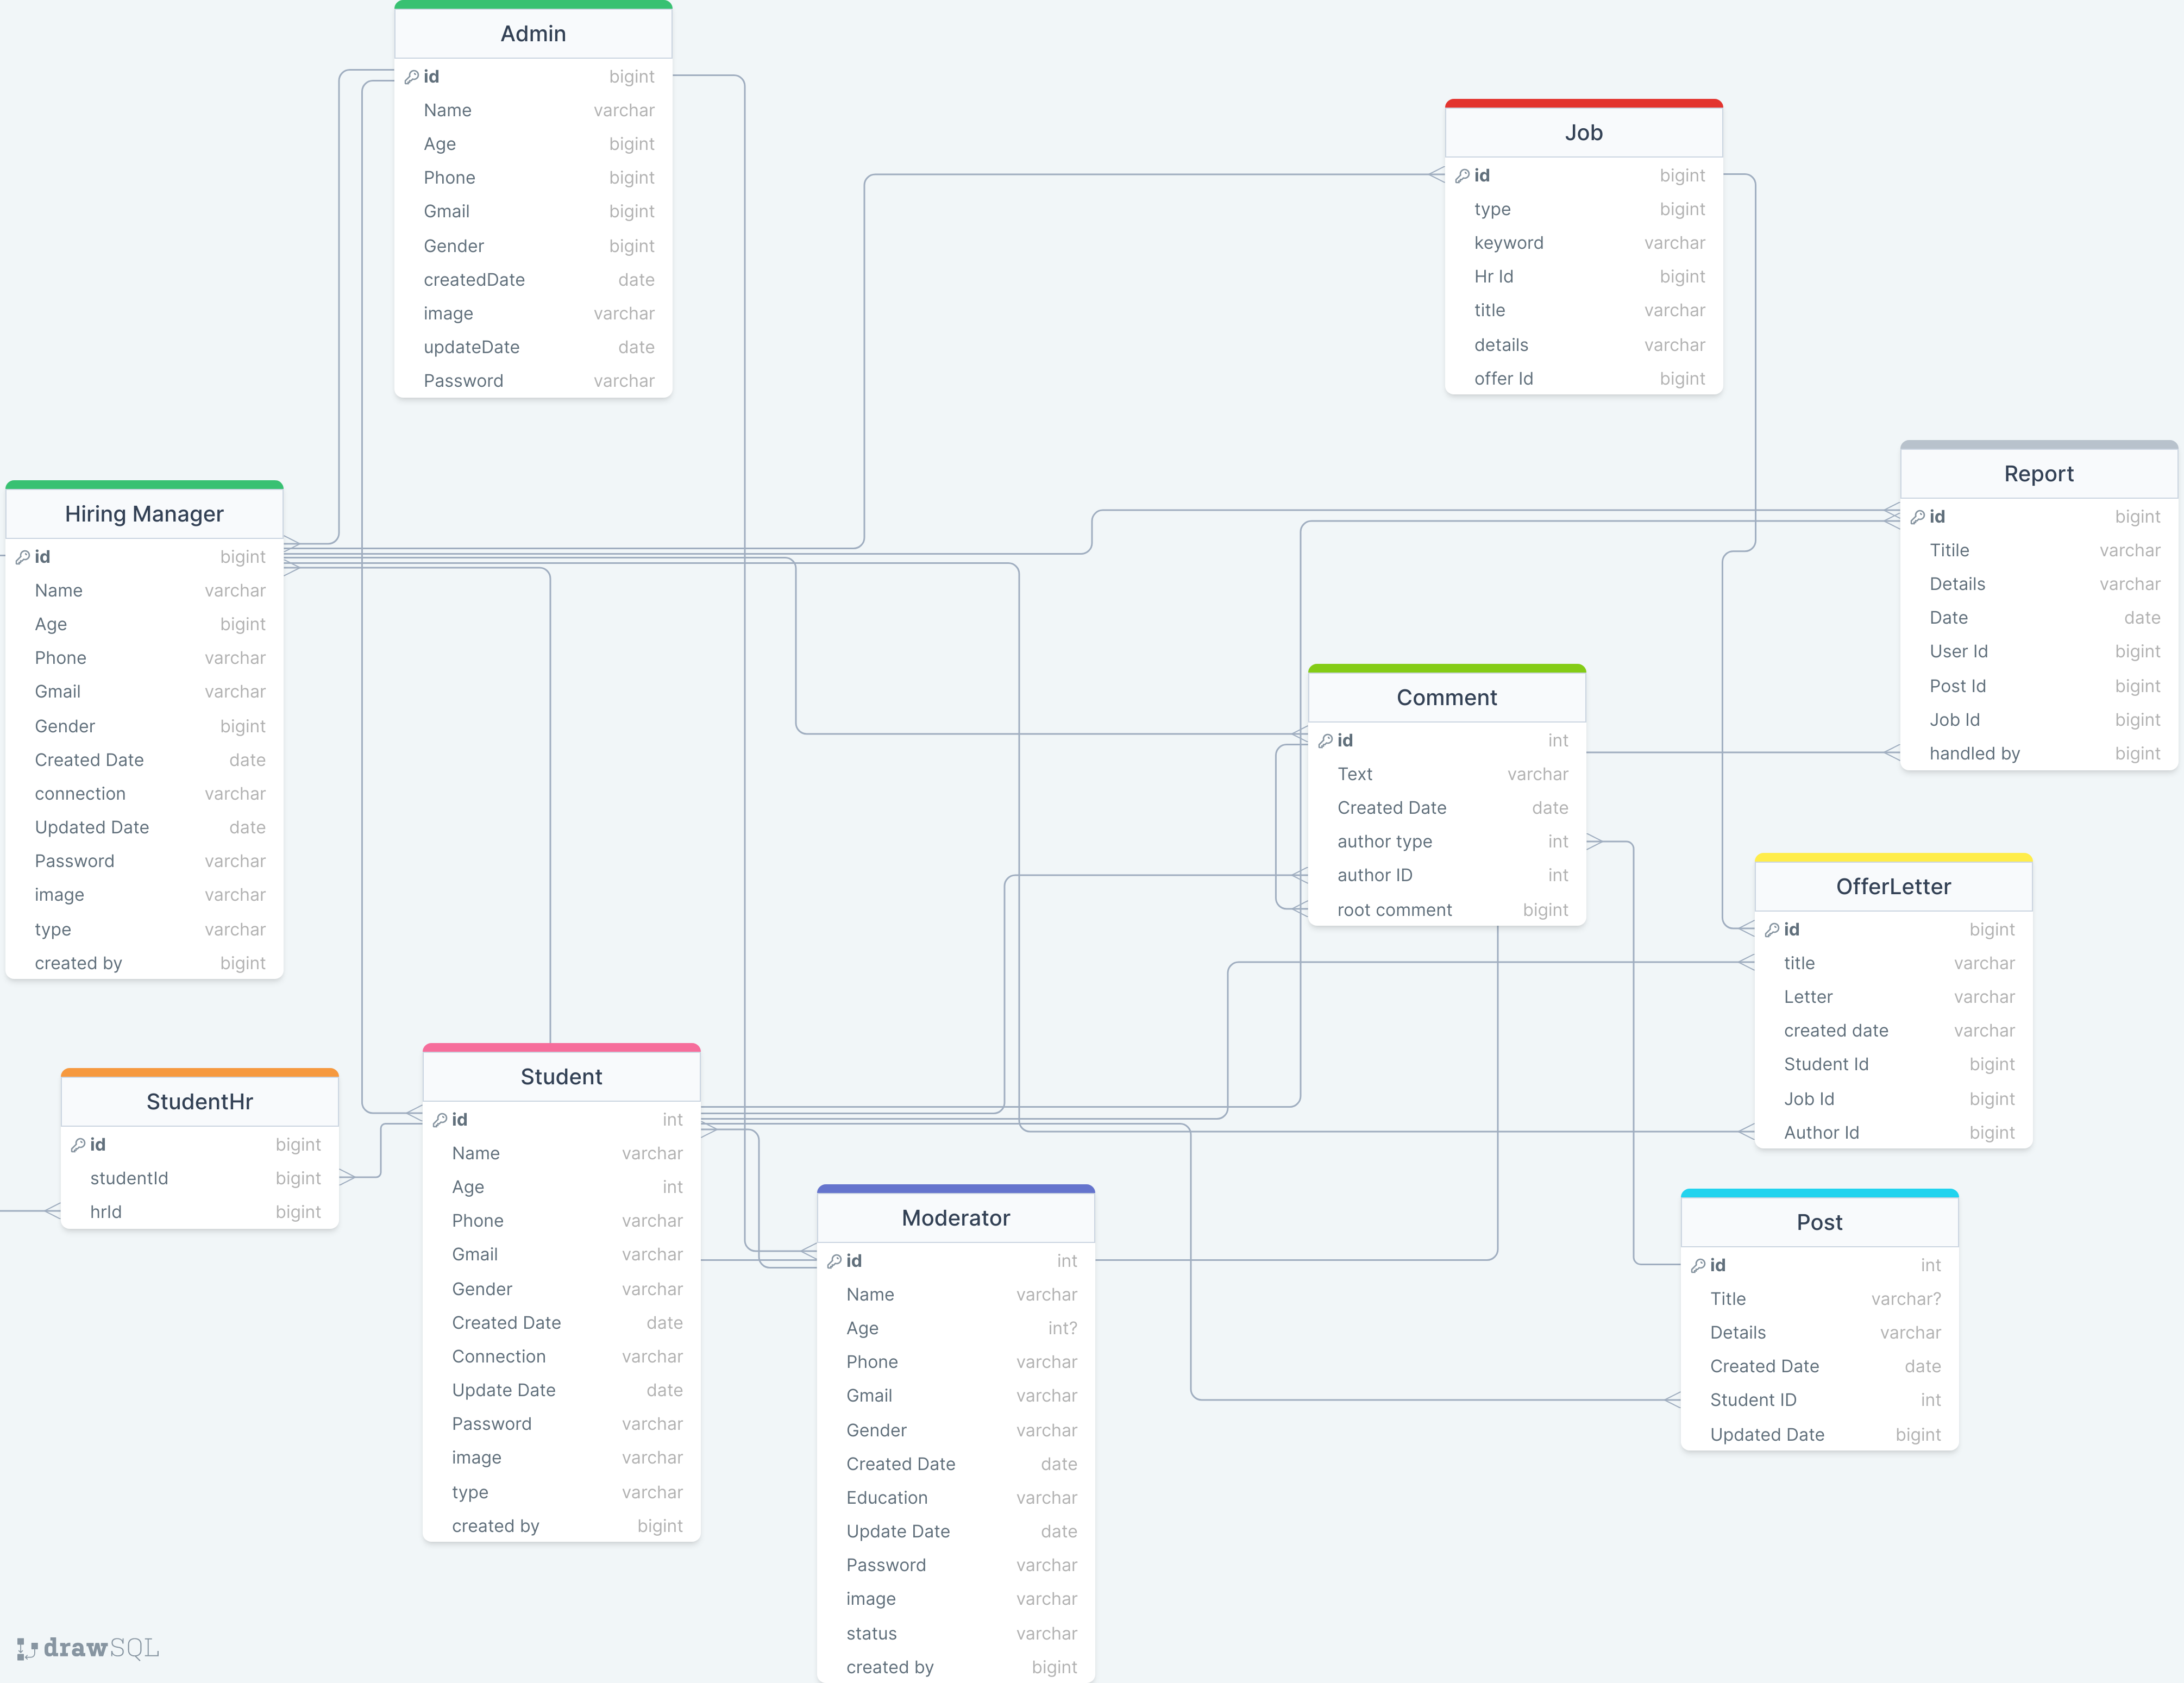 Admin
id bigint
Name varchar
Age bigint
Phone bigint
Gmail bigint
Gender bigint
createdDate date
image varchar
updateDate date
Password varchar
Job
id bigint
type bigint
keyword varchar
Hr Id bigint
title varchar
details varchar
offer Id bigint
Report
id bigint
Titile varchar
Details varchar
Date date
User Id bigint
Post Id bigint
Job Id bigint
handled by bigint
Hiring Manager
id bigint
Name varchar
Age bigint
Phone varchar
Gmail varchar
Gender bigint
Created Date date
connection varchar
Updated Date date
Password varchar
image varchar
type varchar
created by bigint
Comment
id int
Text varchar
Created Date date
author type int
author ID int
root comment bigint
OfferLetter
id bigint
title varchar
Letter varchar
created date varchar
Student Id bigint
Job Id bigint
Author Id bigint
StudentHr
id bigint
studentId bigint
hrId bigint
Student
id int
Name varchar
Age int
Phone varchar
Gmail varchar
Gender varchar
Created Date date
Connection varchar
Update Date date
Password varchar
image varchar
type varchar
created by bigint
Moderator
id int
Name varchar
Age int?
Phone varchar
Gmail varchar
Gender varchar
Created Date date
Education varchar
Update Date date
Password varchar
image varchar
status varchar
created by bigint
Post
id int
Title varchar?
Details varchar
Created Date date
Student ID int
Updated Date bigint
drawSQL